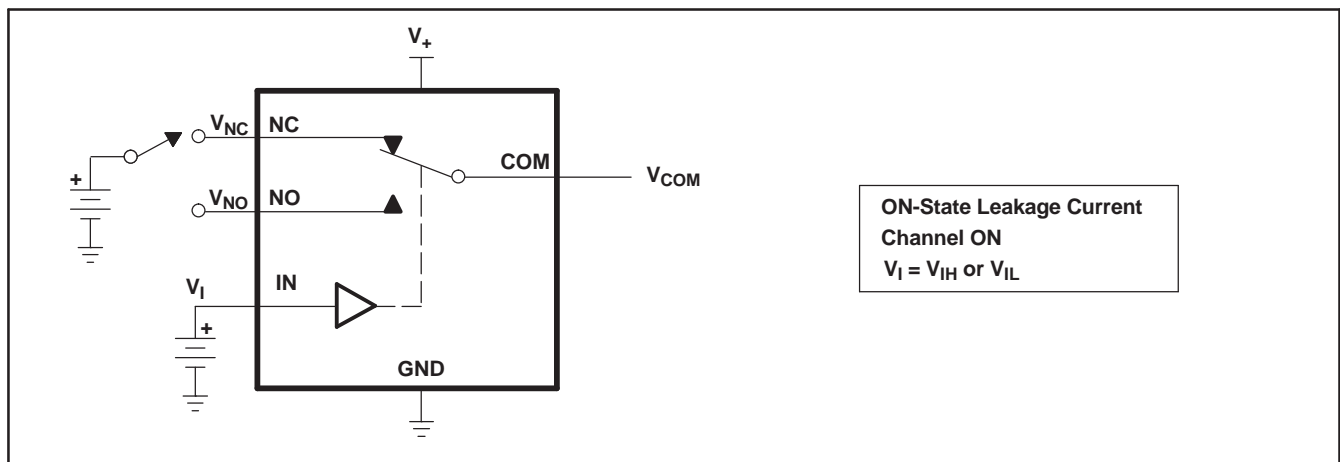 V+
VNC NC
COM
VCOM
+
VNO NO
ON-State Leakage Current
Channel ON
VI = VIH or VIL
VI IN
+
GND